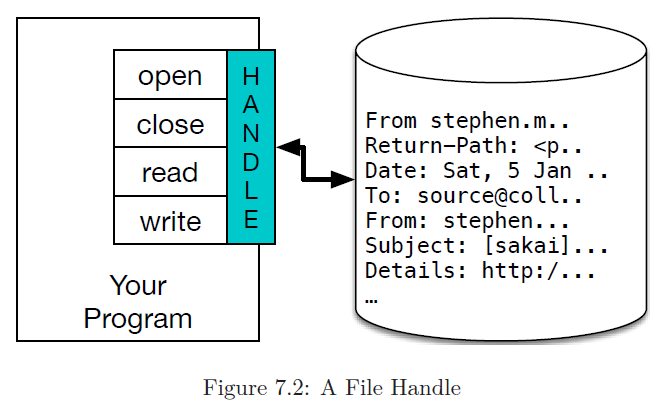 open
close
read
write
HANDLE
Your
Program
From stephen.m..
Return-Path: <p..
Date: Sat, 5 Jan ..
To: source@coll..
From: stephen...
Subject: [sakai]...
Details: http:/...
…
Figure 7.2: A File Handle